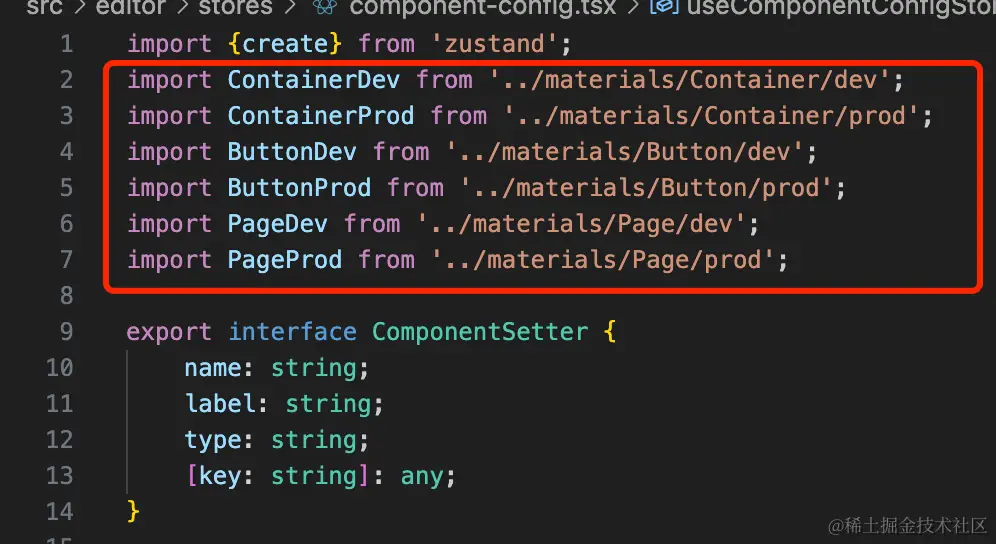 src > editor > stores > component-config.tsx > useComponentConfigSto
1 import {create} from 'zustand';
2 import ContainerDev from '../materials/Container/dev';
3 import ContainerProd from '../materials/Container/prod';
4 import ButtonDev from '../materials/Button/dev';
5 import ButtonProd from '../materials/Button/prod';
6 import PageDev from '../materials/Page/dev';
7 import PageProd from '../materials/Page/prod';
8
9 export interface ComponentSetter {
10 name: string;
11 label: string;
12 type: string;
13 [key: string]: any;
14 }
15
@稀土掘金技术社区